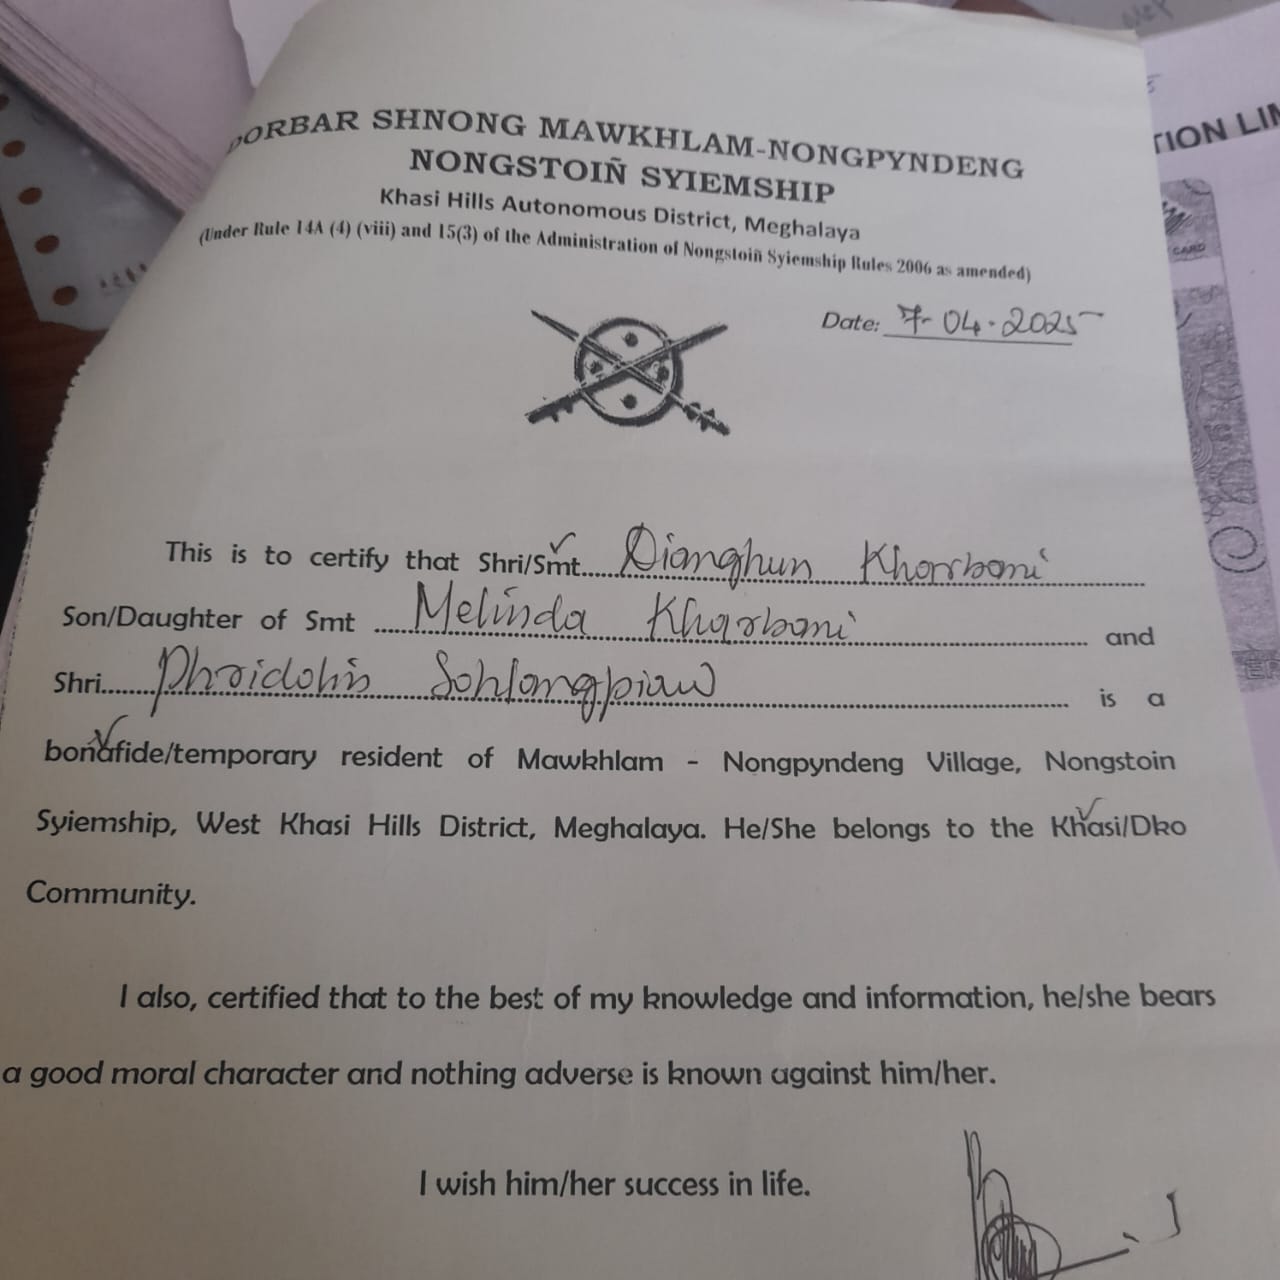 DORBAR SHNONG MAWKHLAM-NONGPYNDENG
NONGSTOIÑ SYIEMSHIP
Khasi Hills Autonomous District, Meghalaya
(Under Rule 14A (4) (viii) and 15(3) of the Administration of Nongstoiñ Syiemship Rules 2006 as amended)
Date: 7-04-2025
This is to certify that Shri/Smt..... Dianghun Kharbani
Son/Daughter of Smt ..... Melinda Kharbani ..... and
Shri..... Phridohis Sohlangpiaw ..... is a
bonafide/temporary resident of Mawkhlam - Nongpyndeng Village, Nongstoin
Syiemship, West Khasi Hills District, Meghalaya. He/She belongs to the Khasi/Dko
Community.
I also, certified that to the best of my knowledge and information, he/she bears
a good moral character and nothing adverse is known against him/her.
I wish him/her success in life.
TION LIM
CARD